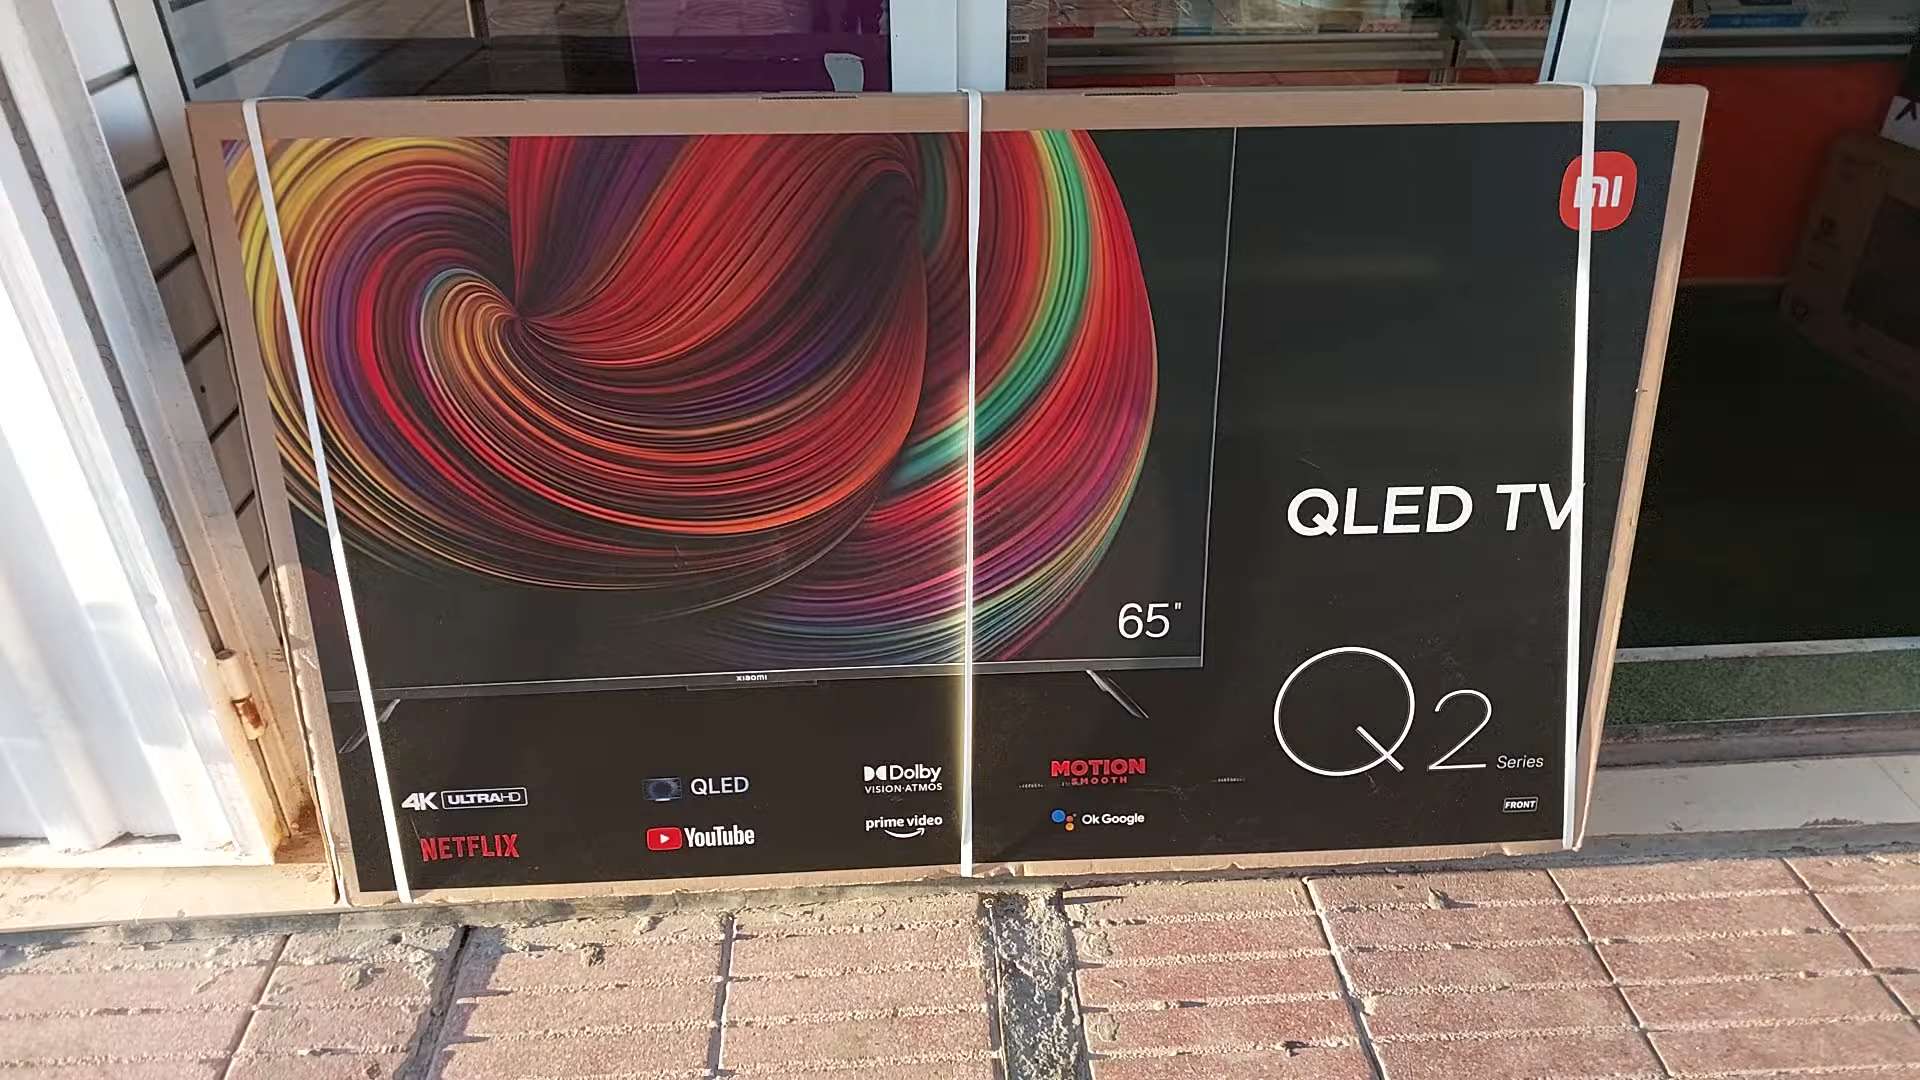 mi
QLED TV
65"
Q2 Series
xiaomi
4K ULTRAHD
QLED
Dolby
VISION·ATMOS
MOTION
SMOOTH
NETFLIX
YouTube
prime video
Ok Google
FRONT